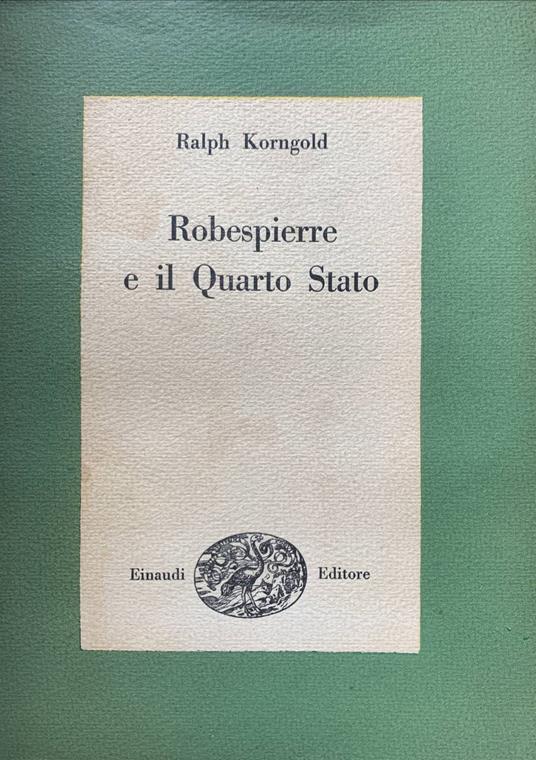 Ralph Korngold
Robespierre
e il Quarto Stato
Einaudi Editore